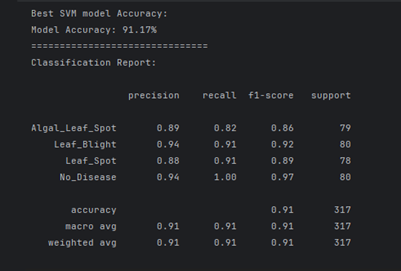 Best SVM model Accuracy:
Model Accuracy: 91.17%
===============================
Classification Report:
precision recall f1-score support
Algal_Leaf_Spot 0.89 0.82 0.86 79
Leaf_Blight 0.94 0.91 0.92 80
Leaf_Spot 0.88 0.91 0.89 78
No_Disease 0.94 1.00 0.97 80
accuracy 0.91 317
macro avg 0.91 0.91 0.91 317
weighted avg 0.91 0.91 0.91 317